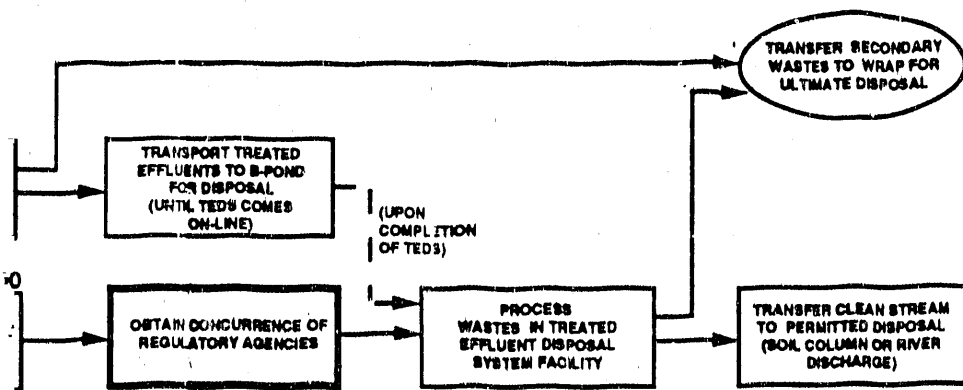 TRANSFER SECONDARY
WASTES TO WRAP FOR
ULTIMATE DISPOSAL
TRANSPORT TREATED
EFFLUENTS TO B-POND
FOR DISPOSAL
(UNTIL TEDS COMES
ON-LINE)
(UPON
COMPLETION
OF TEDS)
OBTAIN CONCURRENCE OF
REGULATORY AGENCIES
PROCESS
WASTES IN TREATED
EFFLUENT DISPOSAL
SYSTEM FACILITY
TRANSFER CLEAN STREAM
TO PERMITTED DISPOSAL
(SOIL COLUMN OR RIVER
DISCHARGE)